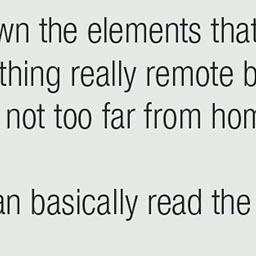 wn the elements that
thing really remote b
not too far from hom
an basically read the